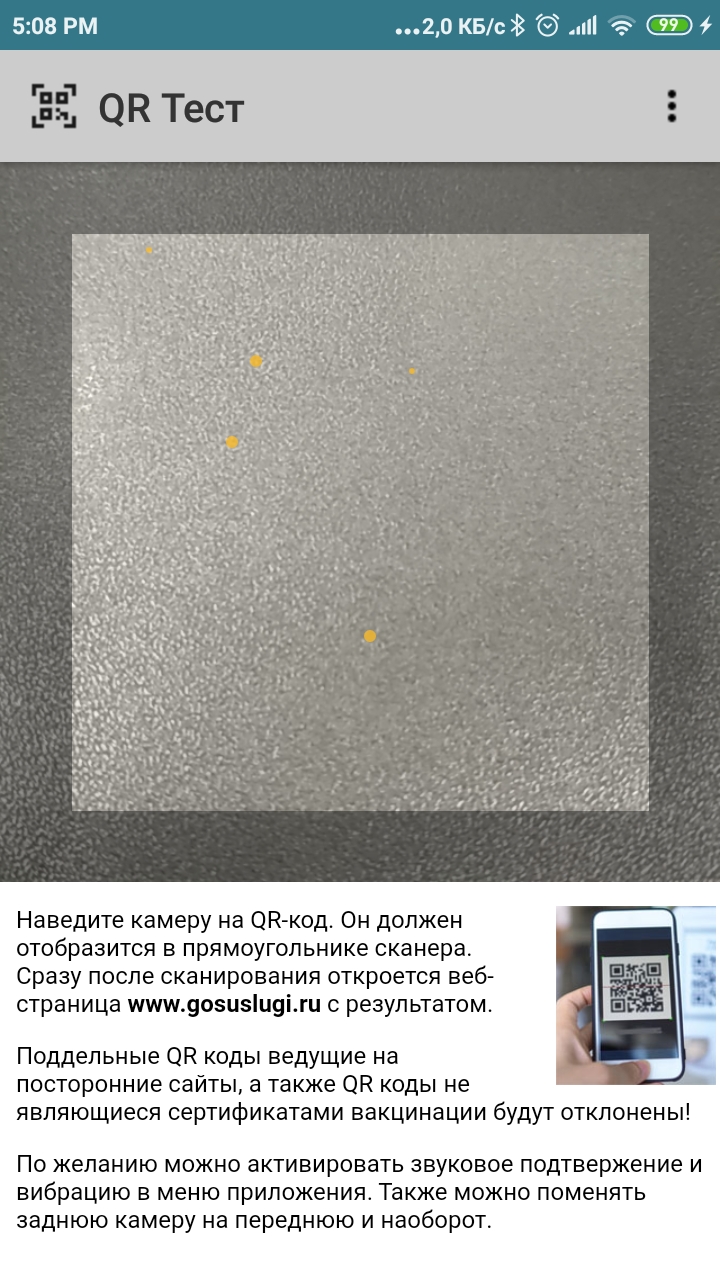 5:08 PM
...2,0 КБ/с
99
QR Тест
Наведите камеру на QR-код. Он должен
отобразится в прямоугольнике сканера.
Сразу после сканирования откроется веб-
страница www.gosuslugi.ru с результатом.
Поддельные QR коды ведущие на
посторонние сайты, а также QR коды не
являющиеся сертификатами вакцинации будут отклонены!
По желанию можно активировать звуковое подтвержение и
вибрацию в меню приложения. Также можно поменять
заднюю камеру на переднюю и наоборот.